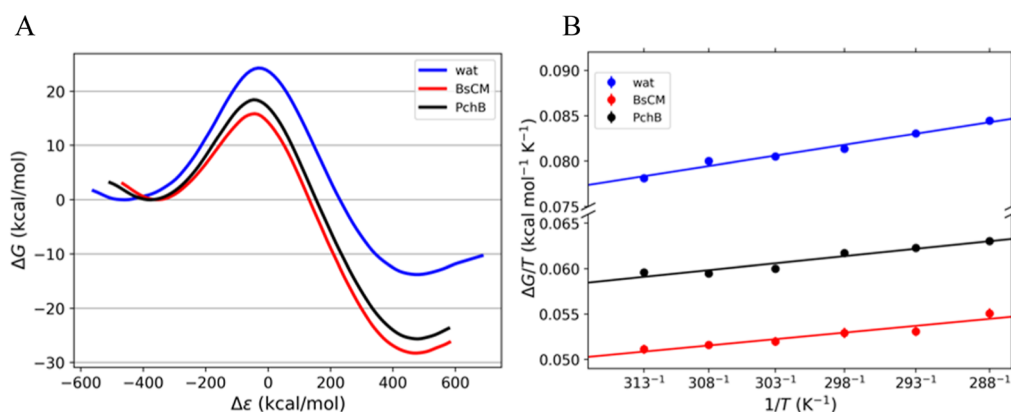 A
ΔG (kcal/mol)
20
10
0
−10
−20
−30
−600
−400
−200
0
200
400
600
Δε (kcal/mol)
wat
BsCM
PchB
B
ΔG/T (kcal mol⁻¹ K⁻¹)
0.090
0.085
0.080
0.075
0.065
0.060
0.055
0.050
313⁻¹
308⁻¹
303⁻¹
298⁻¹
293⁻¹
288⁻¹
1/T (K⁻¹)
wat
BsCM
PchB